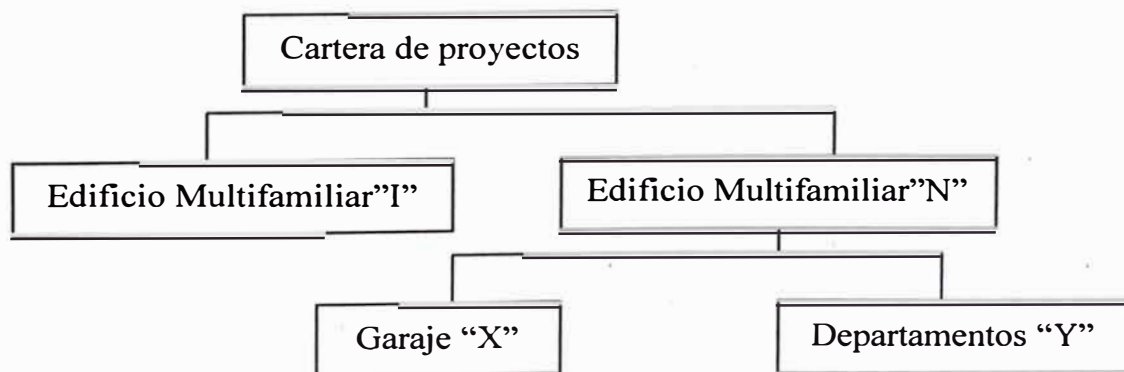 Cartera de proyectos
Edificio Multifamiliar”I”
Edificio Multifamiliar”N”
Garaje “X”
Departamentos “Y”